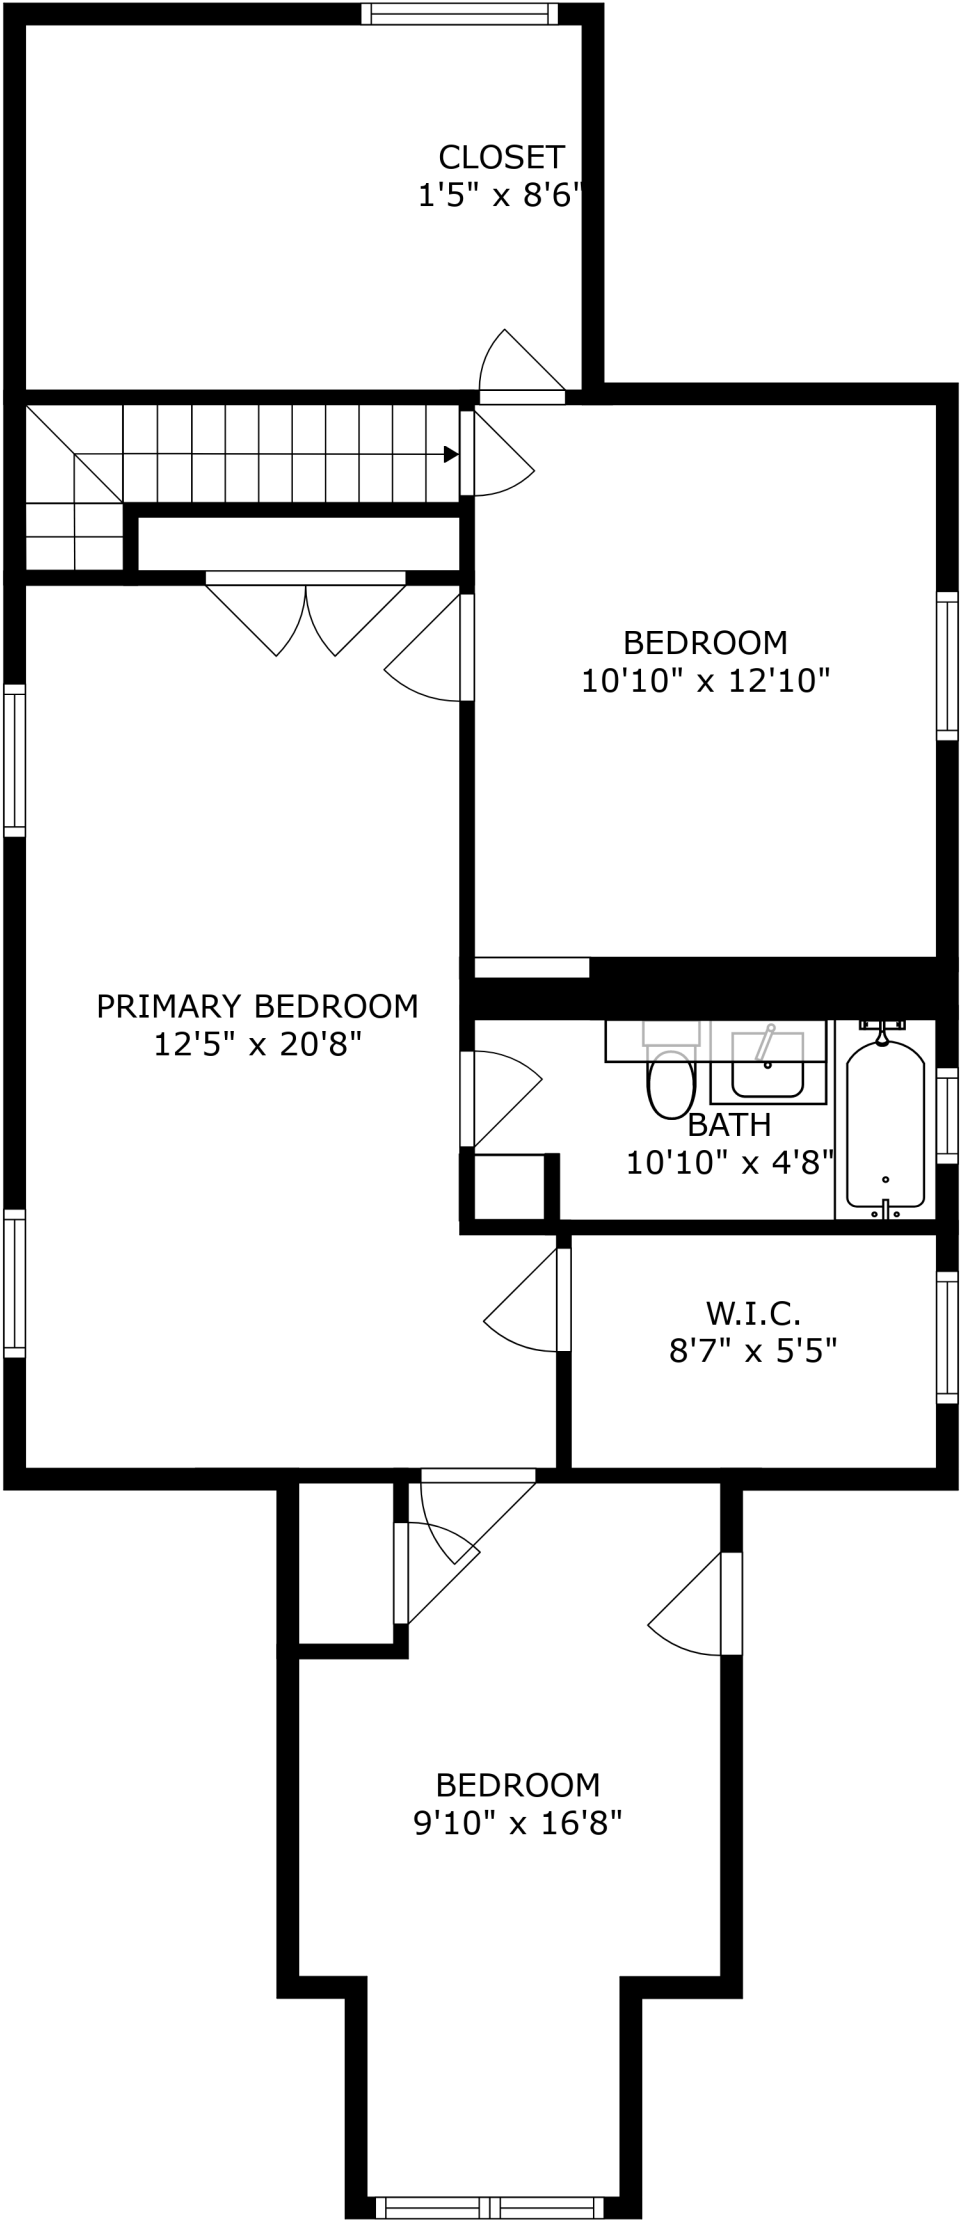 CLOSET
1'5" x 8'6"
BEDROOM
10'10" x 12'10"
PRIMARY BEDROOM
12'5" x 20'8"
BATH
10'10" x 4'8"
W.I.C.
8'7" x 5'5"
BEDROOM
9'10" x 16'8"